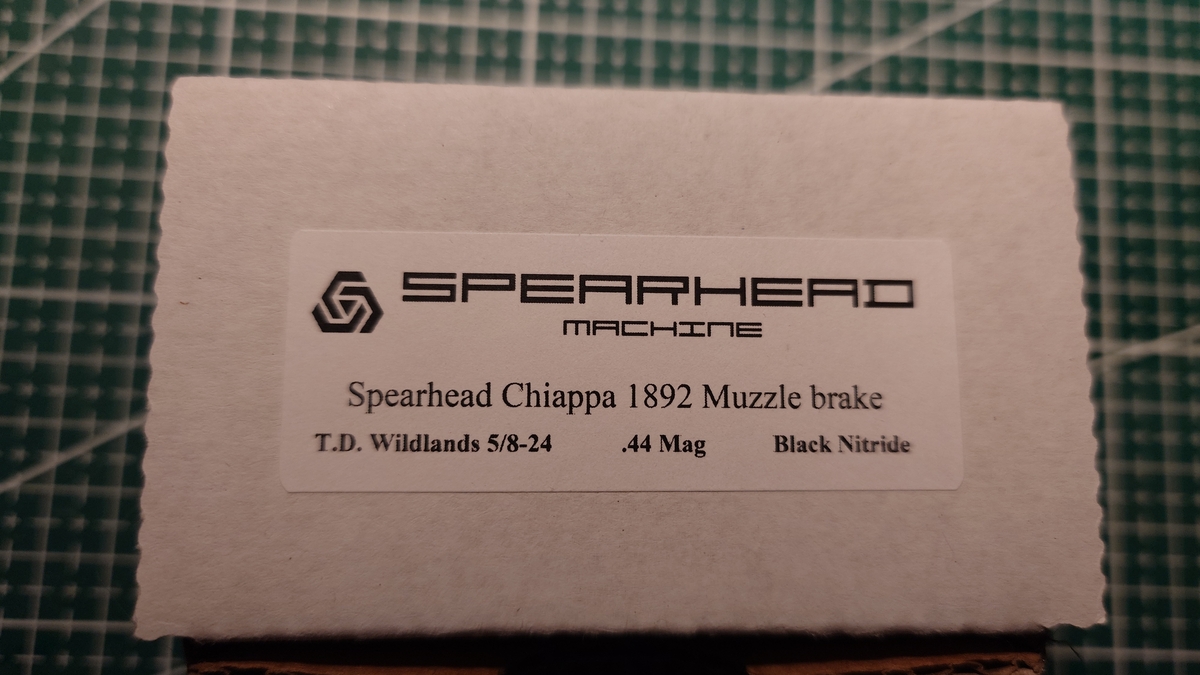 SPEARHEAD
MACHINE
Spearhead Chiappa 1892 Muzzle brake
T.D. Wildlands 5/8-24 .44 Mag Black Nitride